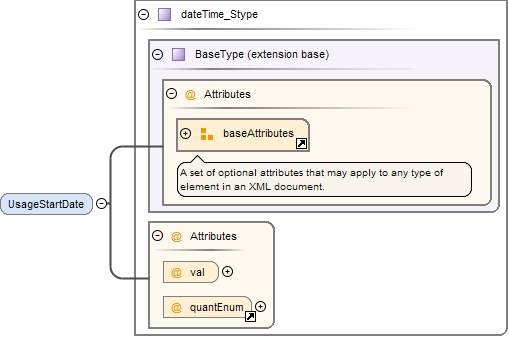 dateTime_Stype
BaseType (extension base)
@ Attributes
baseAttributes
A set of optional attributes that may apply to any type of
element in an XML document.
UsageStartDate
@ Attributes
@ val
@ quantEnum